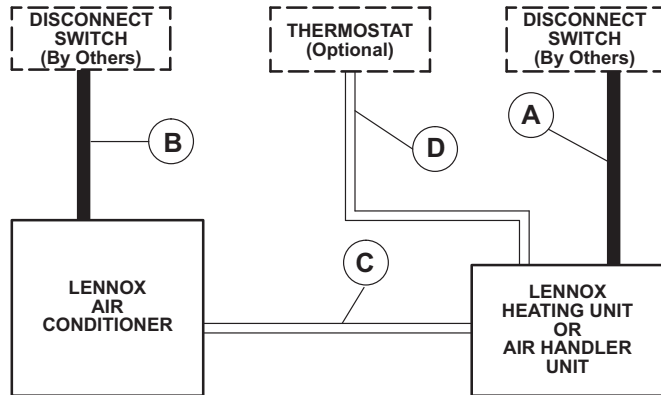 DISCONNECT
SWITCH
(By Others)
THERMOSTAT
(Optional)
DISCONNECT
SWITCH
(By Others)
B
D
A
C
LENNOX
AIR
CONDITIONER
LENNOX
HEATING UNIT
OR
AIR HANDLER
UNIT